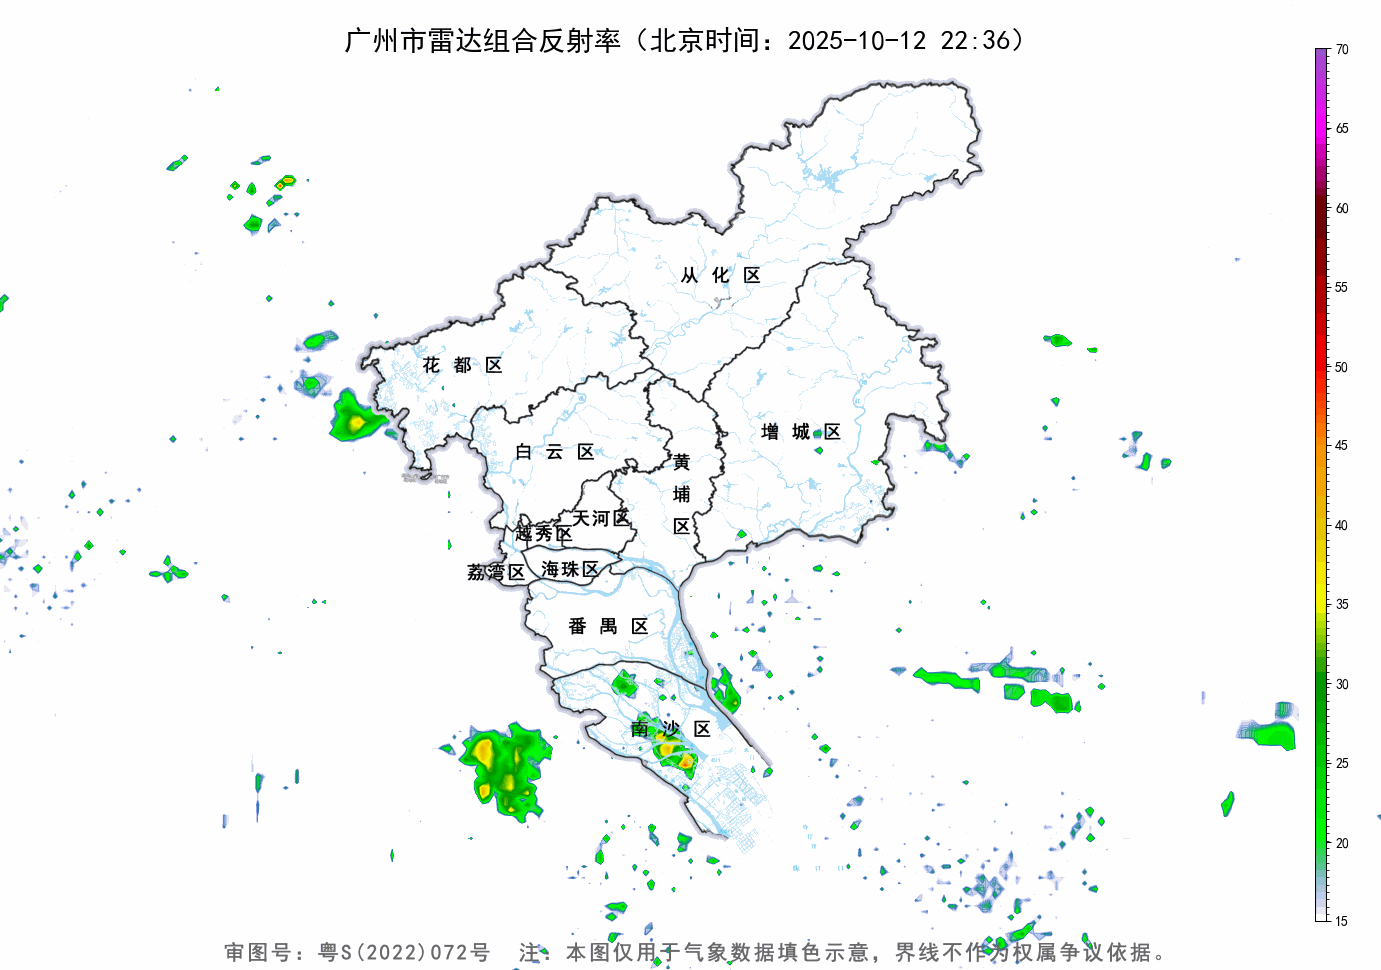 广州市雷达组合反射率（北京时间：2025-10-12 22:36）
70
65
60
55
50
45
40
35
30
25
20
15
从化区
花都区
增城区
白云区
黄埔区
天河区
越秀区
荔湾区
海珠区
番禺区
南沙区
审图号：粤S(2022)072号 注：本图仅用于气象数据填色示意，界线不作为权属争议依据。